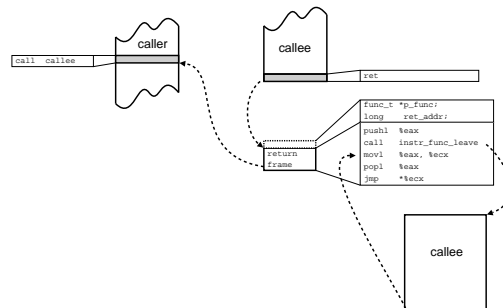 caller
call callee
callee
ret
func_t *p_func;
long ret_addr;
pushl %eax
call instr_func_leave
movl %eax, %ecx
popl %eax
jmp *%ecx
return
frame
callee